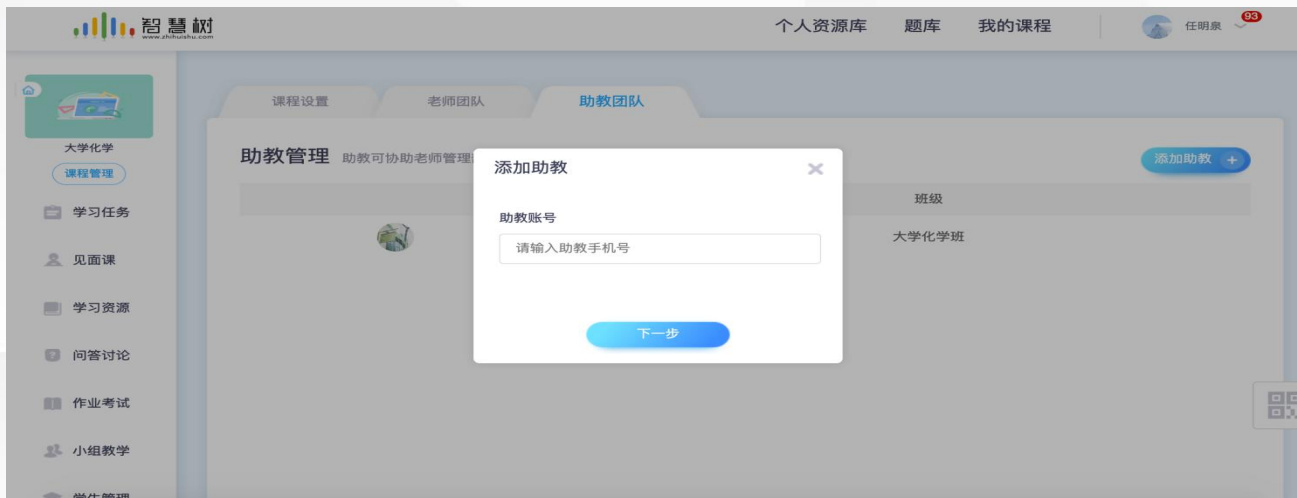 智慧树
www.zhihuishu.com
个人资源库 题库 我的课程 任明泉 93
课程设置 老师团队 助教团队
大学化学
课程管理
学习任务
见面课
学习资源
问答讨论
作业考试
小组教学
学生管理
助教管理 助教可协助老师管理
添加助教 +
班级
大学化学班
添加助教
助教账号
请输入助教手机号
下一步